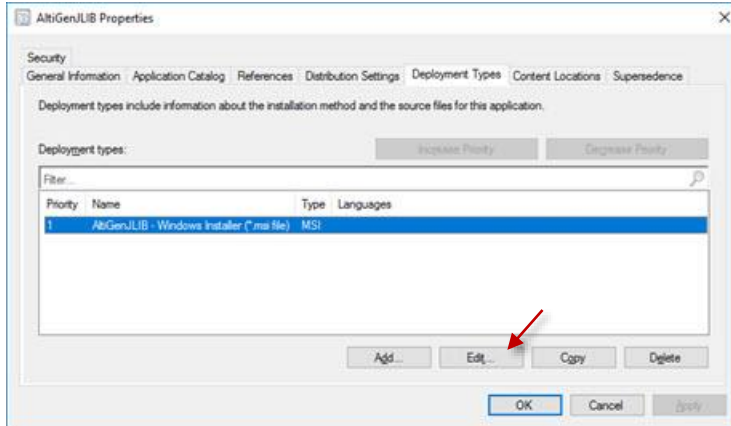 AltiGenJLIB Properties
Security
General Information Application Catalog References Distribution Settings Deployment Types Content Locations Supersedence
Deployment types include information about the installation method and the source files for this application.
Deployment types: Increase Priority Decrease Priority
Filter...
Priority Name Type Languages
1 AltiGenJLIB - Windows Installer (*.msi file) MSI
Add... Edit... Copy Delete
OK Cancel Apply